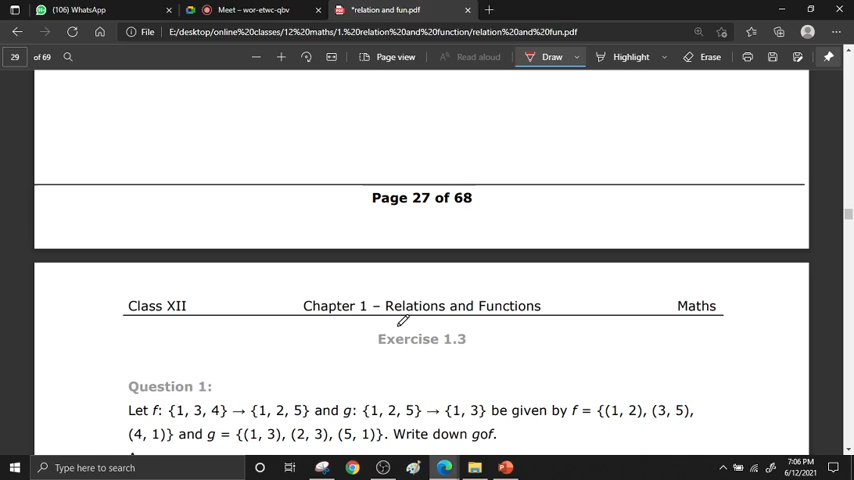 (106) WhatsApp
Meet – wor-etwc-qbv
*relation and fun.pdf
File
E:/desktop/online%20classes/12%20maths/1.%20relation%20and%20function/relation%20and%20fun.pdf
29 of 69
Page view
Read aloud
Draw
Highlight
Erase
Page 27 of 68
Class XII
Chapter 1 – Relations and Functions
Maths
Exercise 1.3
Question 1:
Let f: {1, 3, 4} → {1, 2, 5} and g: {1, 2, 5} → {1, 3} be given by f = {(1, 2), (3, 5),
(4, 1)} and g = {(1, 3), (2, 3), (5, 1)}. Write down gof.
Type here to search
7:06 PM
6/12/2021